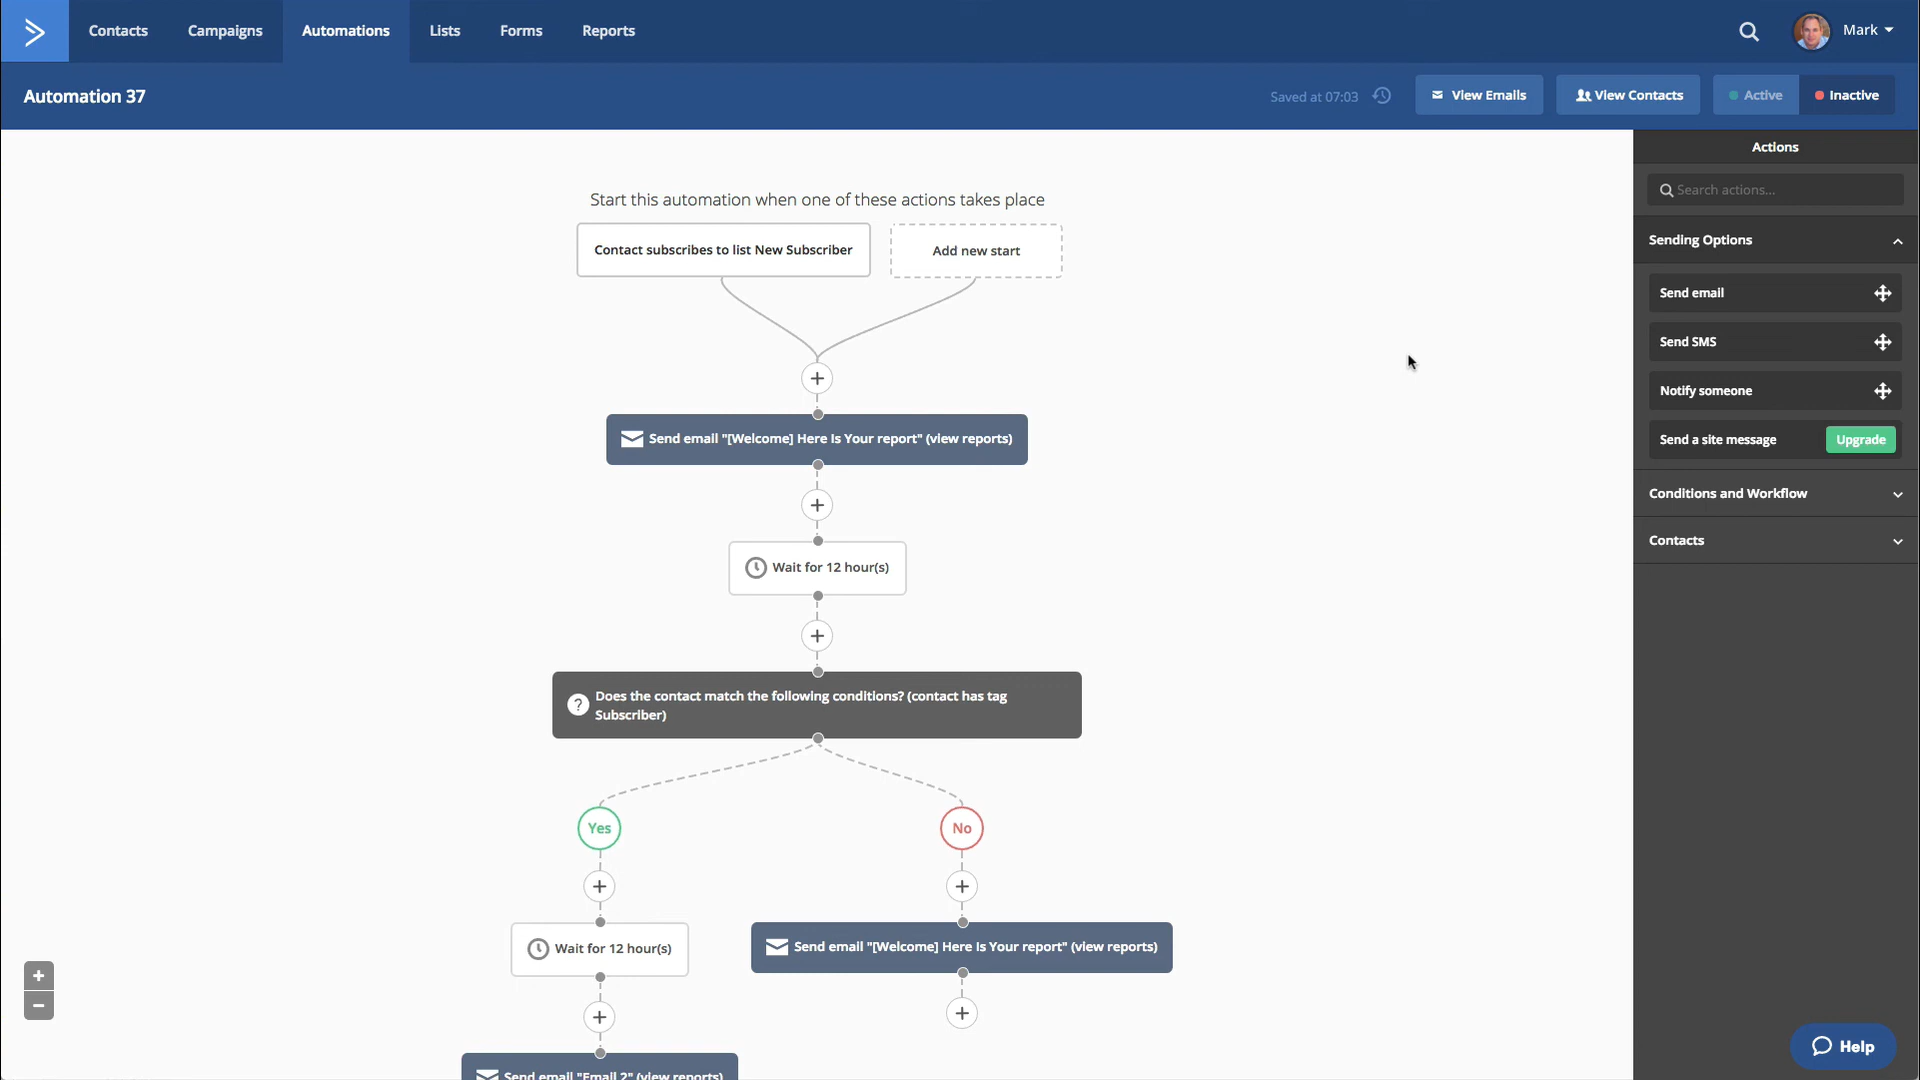 Contacts
Campaigns
Automations
Lists
Forms
Reports
Mark
Automation 37
Saved at 07:03
View Emails
View Contacts
Active
Inactive
Start this automation when one of these actions takes place
Contact subscribes to list New Subscriber
Add new start
Send email "[Welcome] Here Is Your report" (view reports)
Wait for 12 hour(s)
Does the contact match the following conditions? (contact has tag
Subscriber)
Yes
No
Wait for 12 hour(s)
Send email "[Welcome] Here Is Your report" (view reports)
Send email "Email 2" (view reports)
Actions
Search actions...
Sending Options
Send email
Send SMS
Notify someone
Send a site message
Upgrade
Conditions and Workflow
Contacts
Help